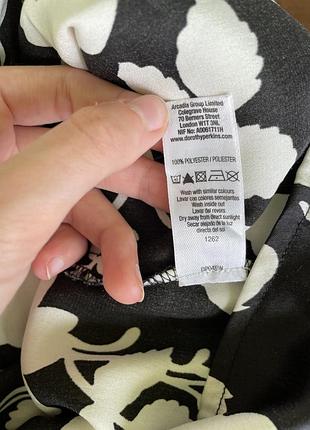 Arcadia Group Limited
Colegrave House
70 Berners Street
London W1T 3NL
NIF No: A0061711H
www.dorothyperkins.com
100% POLYESTER / POLIESTER
Wash with similar colours
Lavar con colores semejantes
Wash inside out
Lavar del revers
Dry away from direct sunlight
Secar alejado de la luz
directa del sol
1262